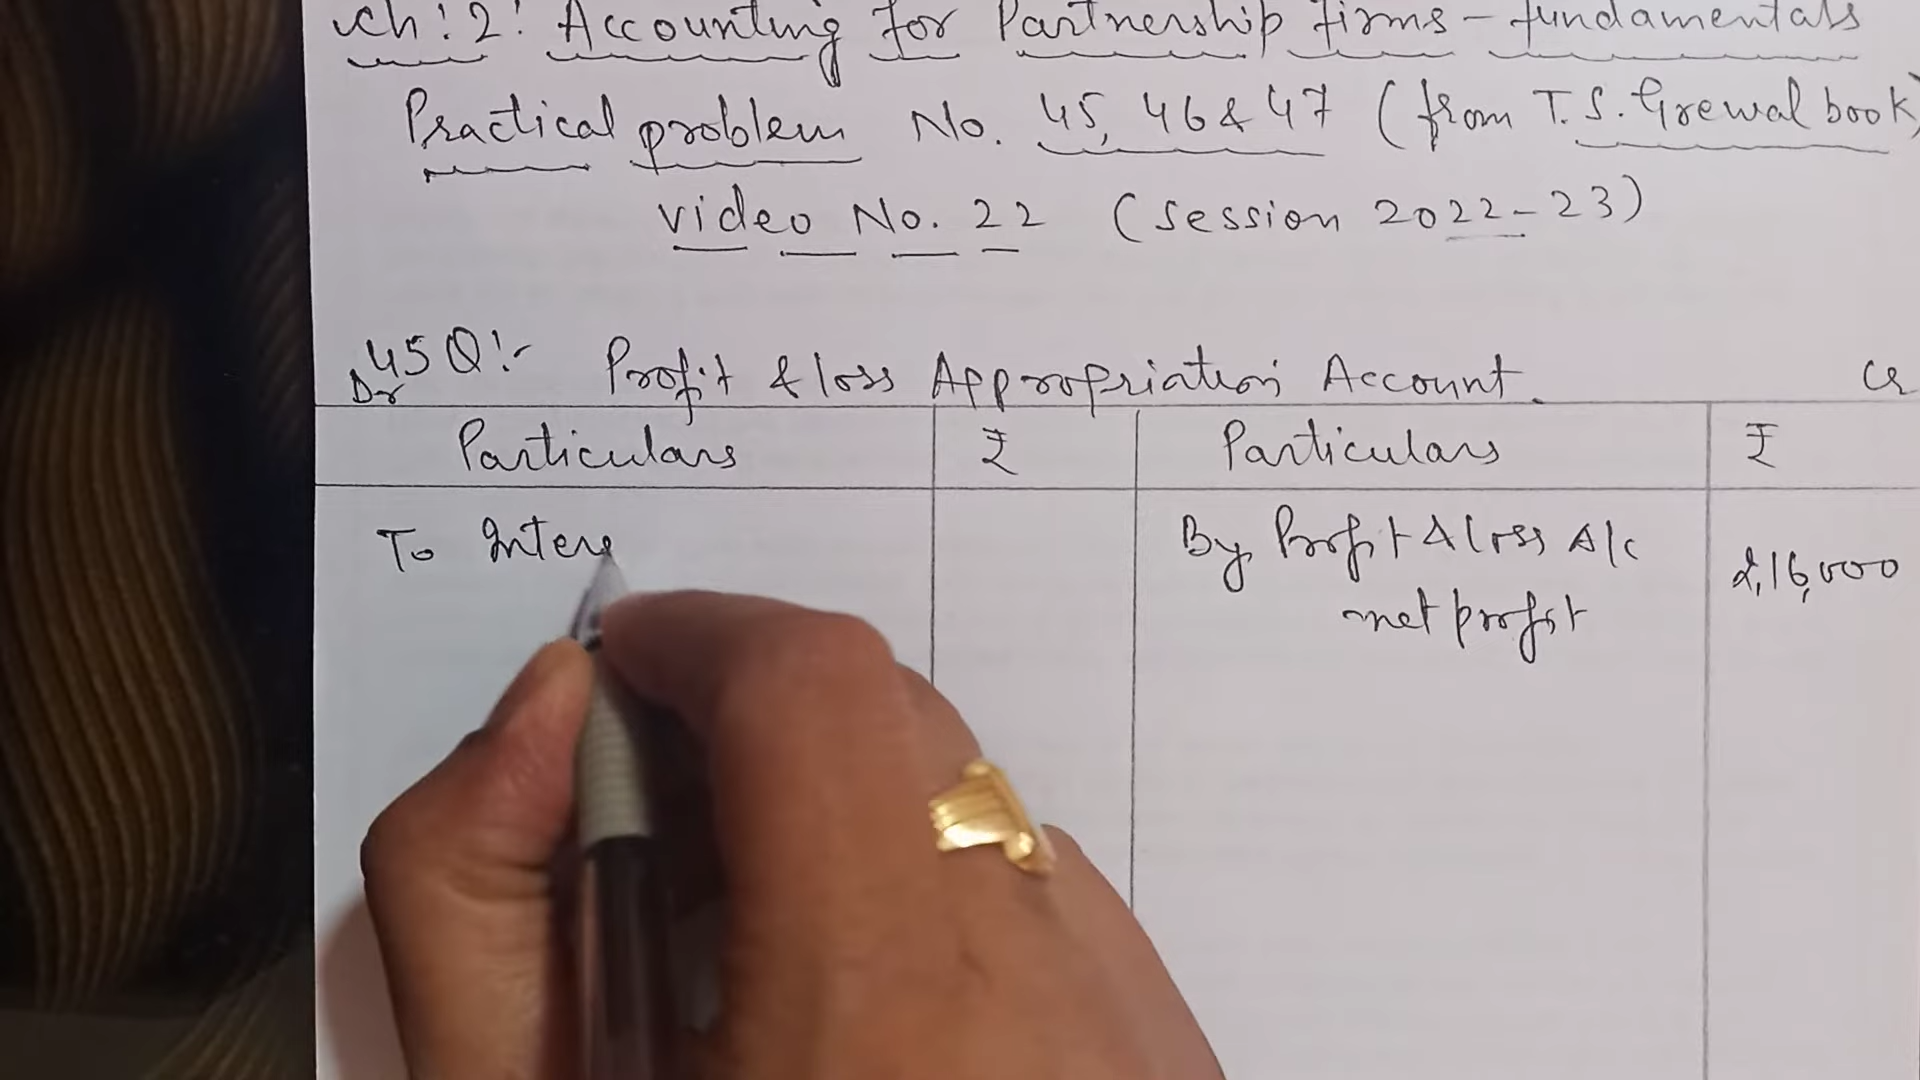 Ch: 2: Accounting for Partnership firms - fundamentals
Practical problem No. 45, 46 & 47 (from T.S. Grewal book)
video No. 22 (session 2022-23)
45 Q:- Profit & loss Appropriation Account.
Dr Cr
Particulars ₹ Particulars ₹
To Intere By Profit & loss A/c
net profit 2,16,000